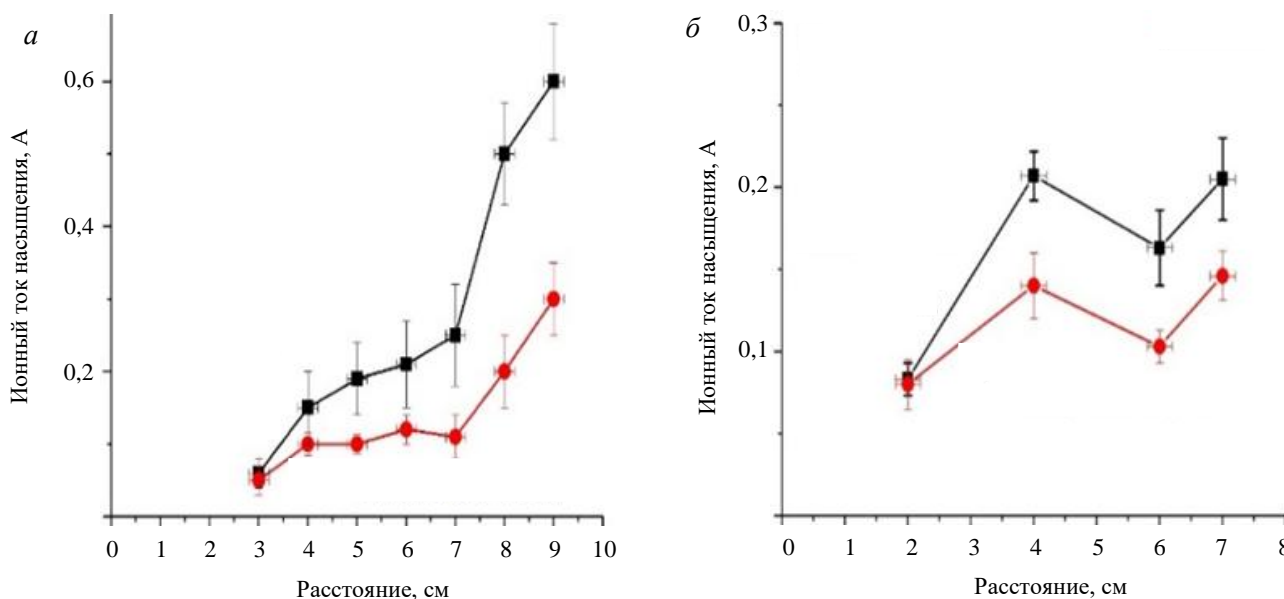 а
Ионный ток насыщения, А
0,6
0,4
0,2
0 1 2 3 4 5 6 7 8 9 10
Расстояние, см
б
Ионный ток насыщения, А
0,3
0,2
0,1
0 1 2 3 4 5 6 7 8
Расстояние, см